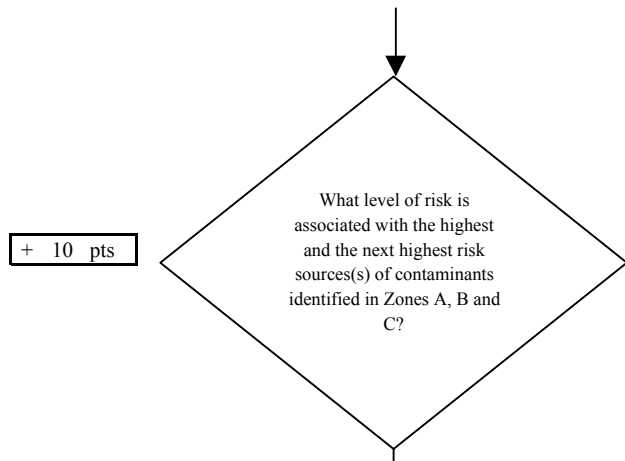 What level of risk is
associated with the highest
and the next highest risk
sources(s) of contaminants
identified in Zones A, B and
C?
+ 10 pts